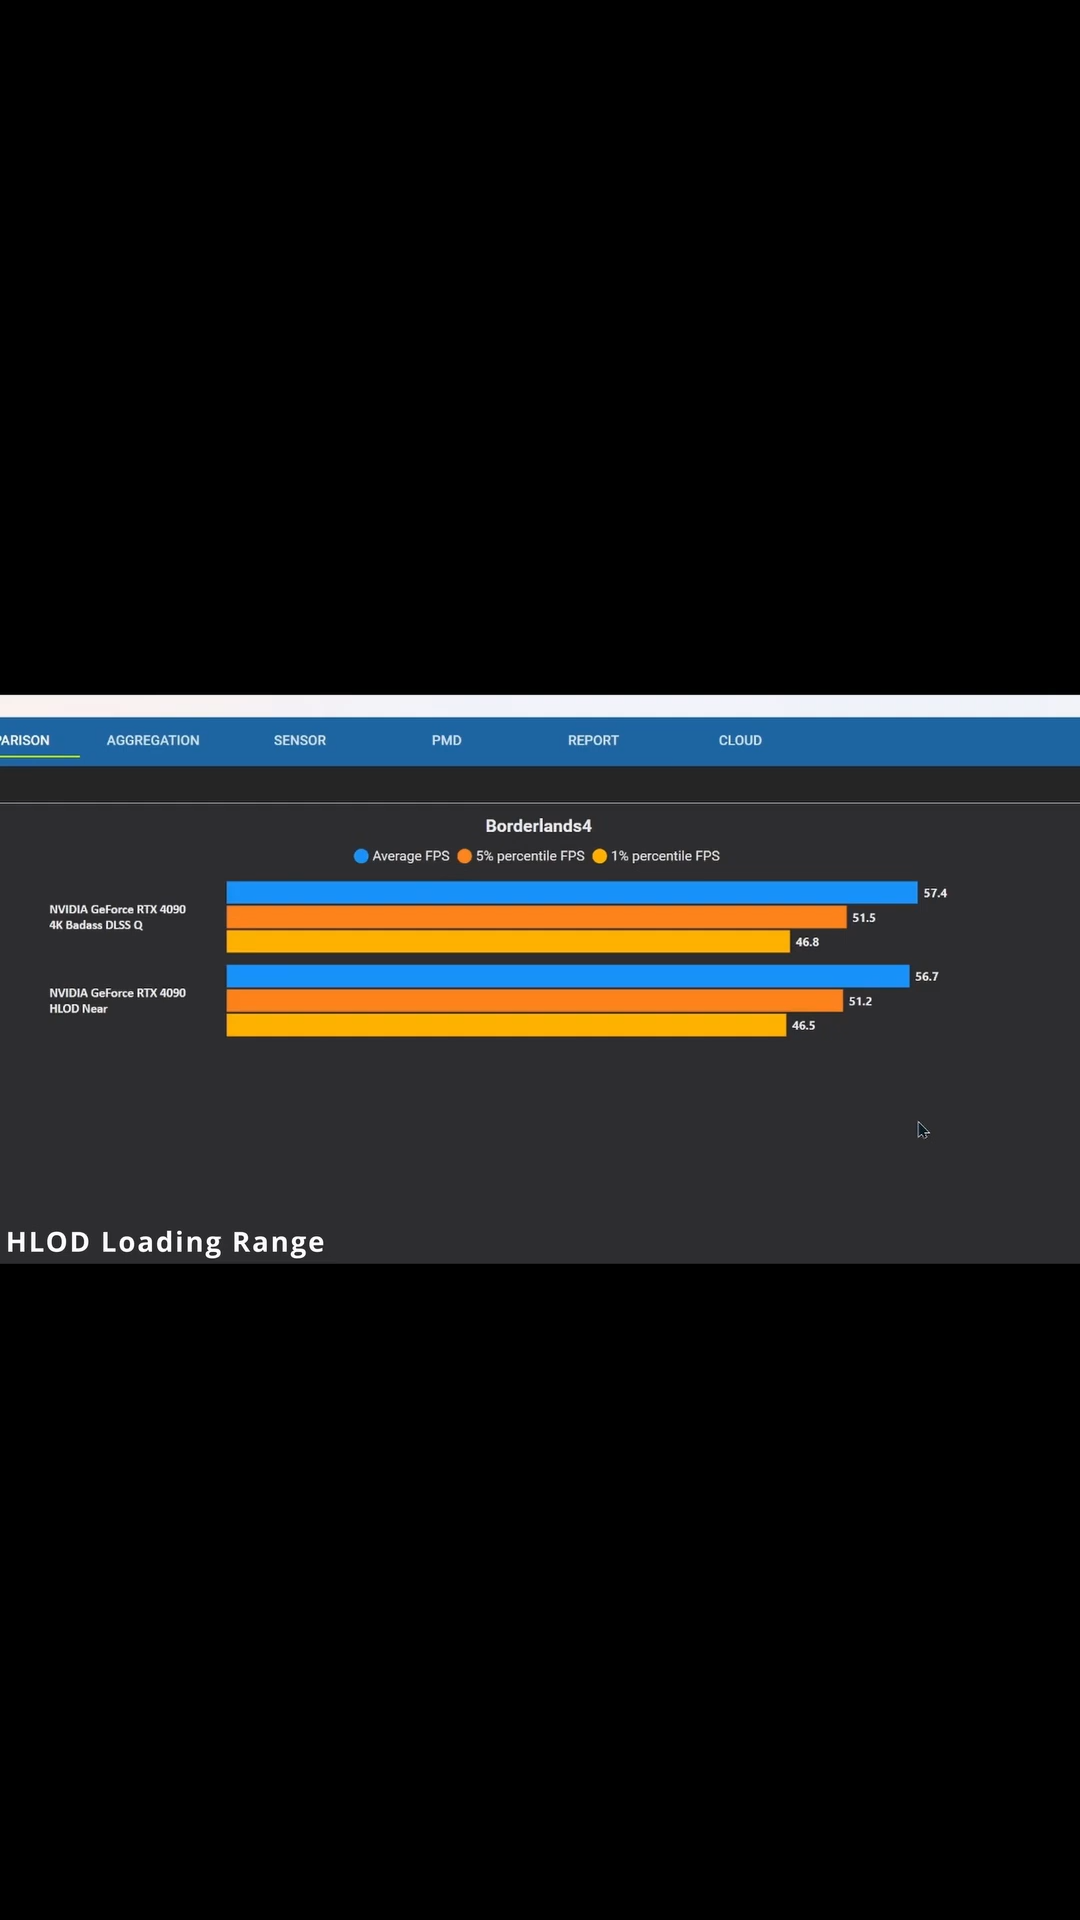 PARISON AGGREGATION SENSOR PMD REPORT CLOUD
Borderlands4
Average FPS 5% percentile FPS 1% percentile FPS
NVIDIA GeForce RTX 4090
4K Badass DLSS Q
57.4
51.5
46.8
NVIDIA GeForce RTX 4090
HLOD Near
56.7
51.2
46.5
HLOD Loading Range